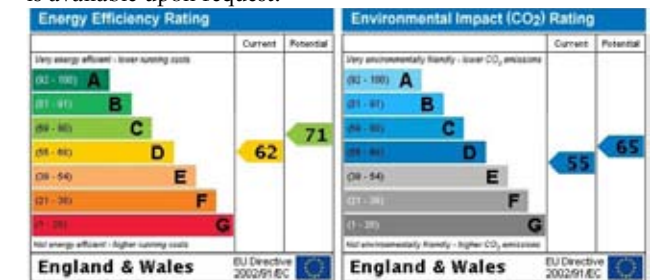 is available upon request.
Energy Efficiency Rating
Current Potential
Very energy efficient - lower running costs
(92 - 100) A
(81 - 91) B
(69 - 80) C
(55 - 68) D
(39 - 54) E
(21 - 38) F
(1 - 20) G
62
71
Not energy efficient - higher running costs
England & Wales
EU Directive
2002/91/EC
Environmental Impact (CO2) Rating
Current Potential
Very environmentally friendly - lower CO2 emissions
(92 - 100) A
(81 - 91) B
(69 - 80) C
(55 - 68) D
(39 - 54) E
(21 - 38) F
(1 - 20) G
55
65
Not environmentally friendly - higher CO2 emissions
England & Wales
EU Directive
2002/91/EC